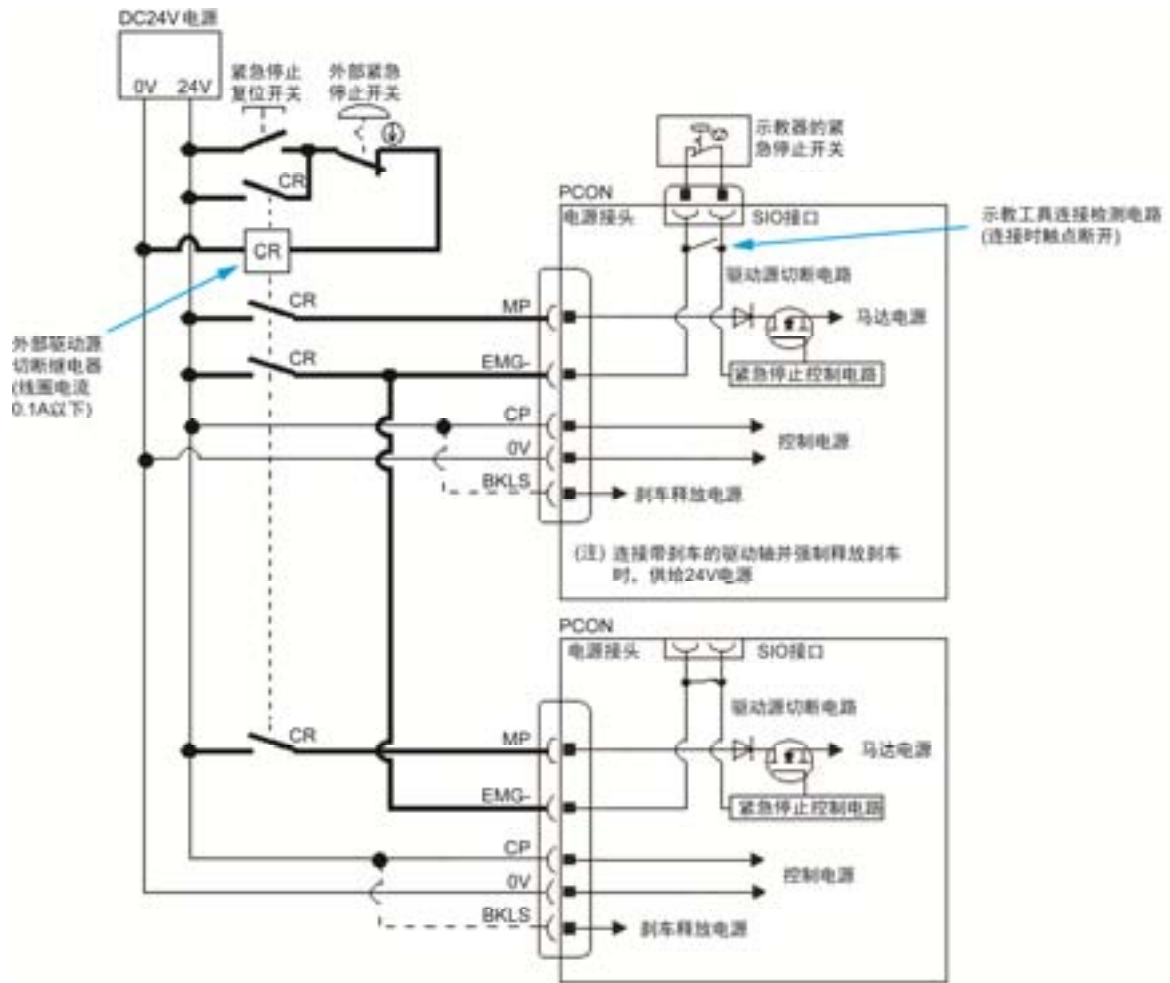 DC24V电源
0V 24V
紧急停止
复位开关
外部紧急
停止开关
CR
CR
外部驱动源
切断继电器
(线圈电流
0.1A以下)
CR
CR
示教器的紧
急停止开关
PCON
电源接头
SIO接口
示教工具连接检测电路
(连接时触点断开)
驱动源切断电路
MP
马达电源
EMG-
紧急停止控制电路
CP
控制电源
0V
BKLS
刹车释放电源
(注) 连接带刹车的驱动轴并强制释放刹车
时，供给24V电源
PCON
电源接头
SIO接口
驱动源切断电路
CR
MP
马达电源
EMG-
紧急停止控制电路
CP
控制电源
0V
BKLS
刹车释放电源